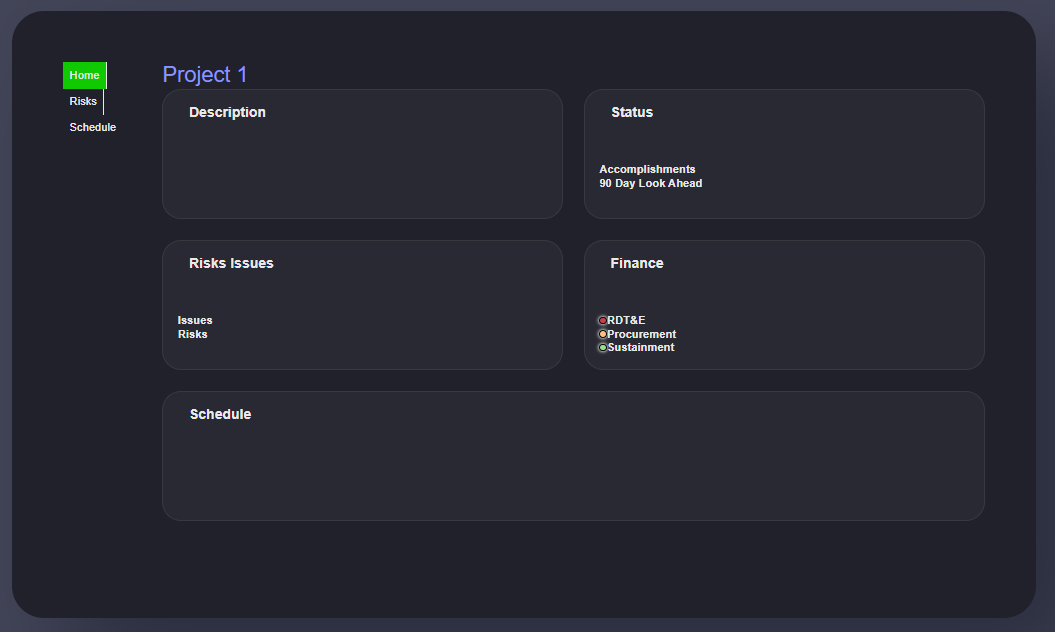 Home
Risks
Schedule
Project 1
Description
Status
Accomplishments
90 Day Look Ahead
Risks Issues
Issues
Risks
Finance
RDT&E
Procurement
Sustainment
Schedule